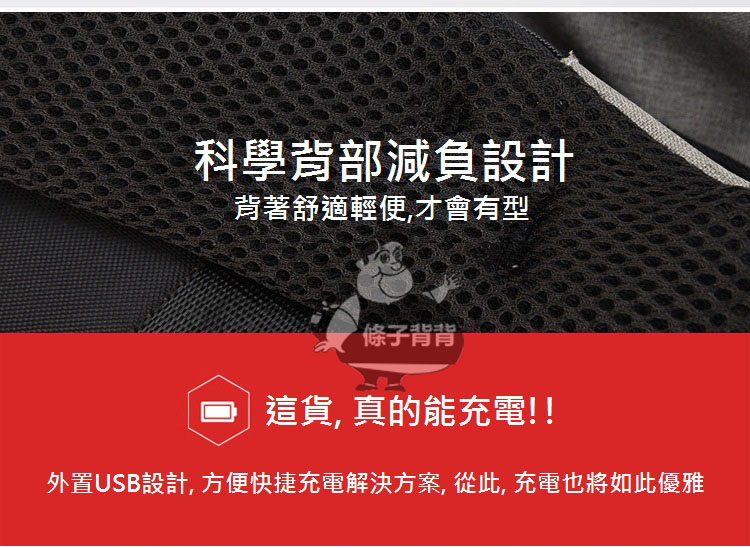 科學背部減負設計
背著舒適輕便,才會有型
條子背背
這貨, 真的能充電!!
外置USB設計, 方便快捷充電解決方案, 從此, 充電也將如此優雅